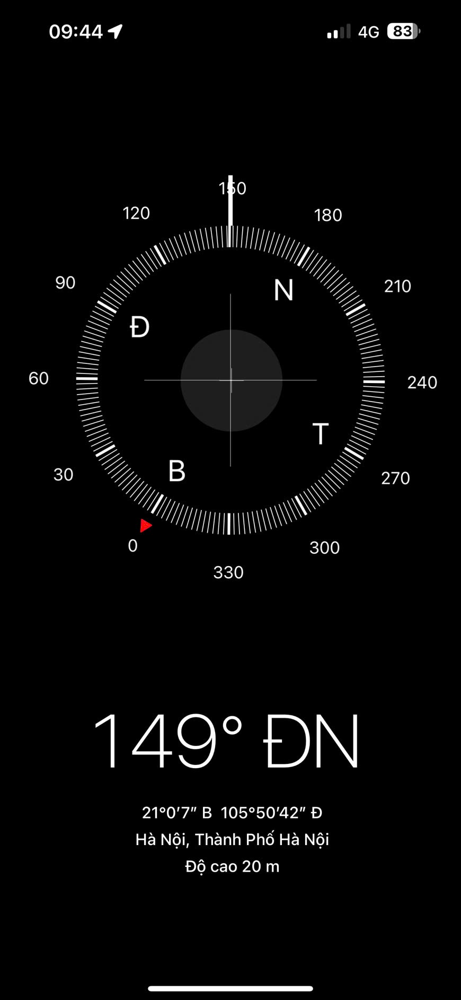 09:44 4G 83
150
120 180
90 210
N
Đ
60 240
T
B
30 270
0 300
330
149° ĐN
21°0′7″ B 105°50′42″ Đ
Hà Nội, Thành Phố Hà Nội
Độ cao 20 m